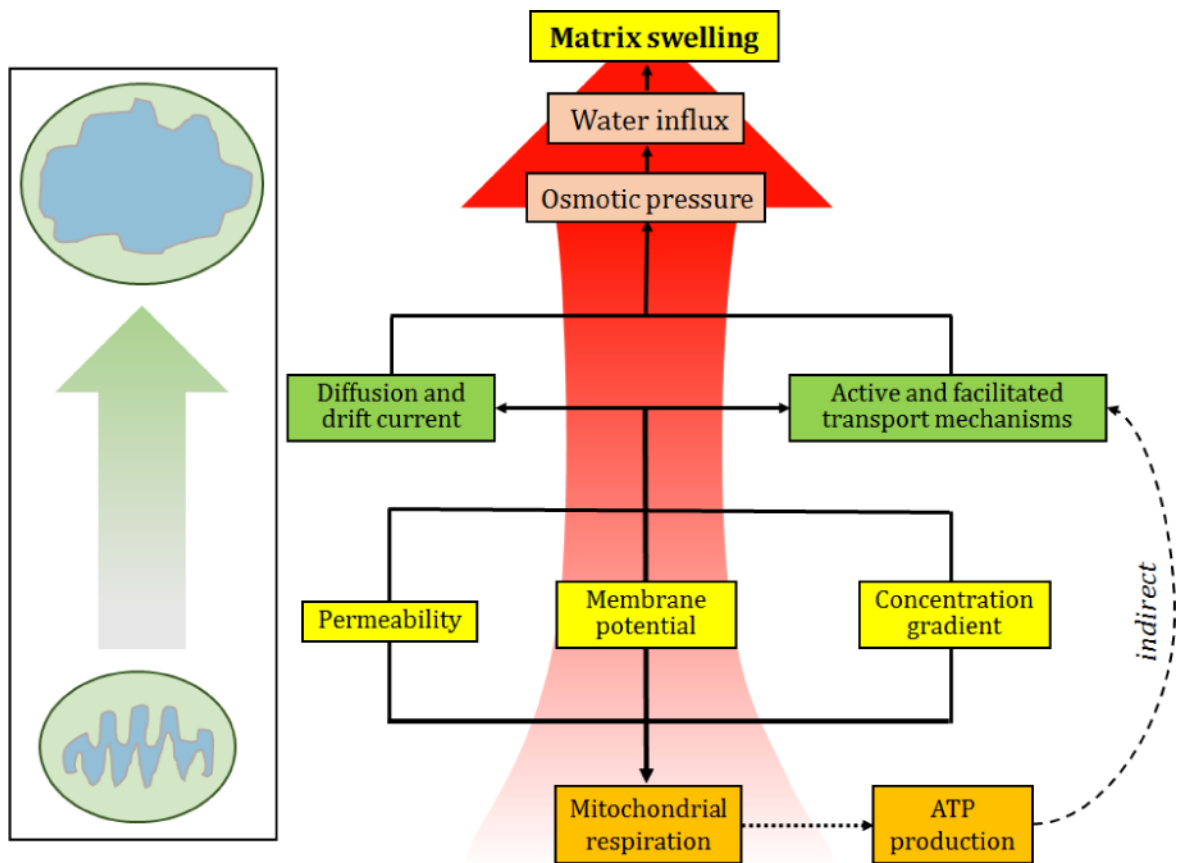 Matrix swelling
Water influx
Osmotic pressure
Diffusion and
drift current
Active and facilitated
transport mechanisms
Permeability
Membrane
potential
Concentration
gradient
indirect
Mitochondrial
respiration
ATP
production